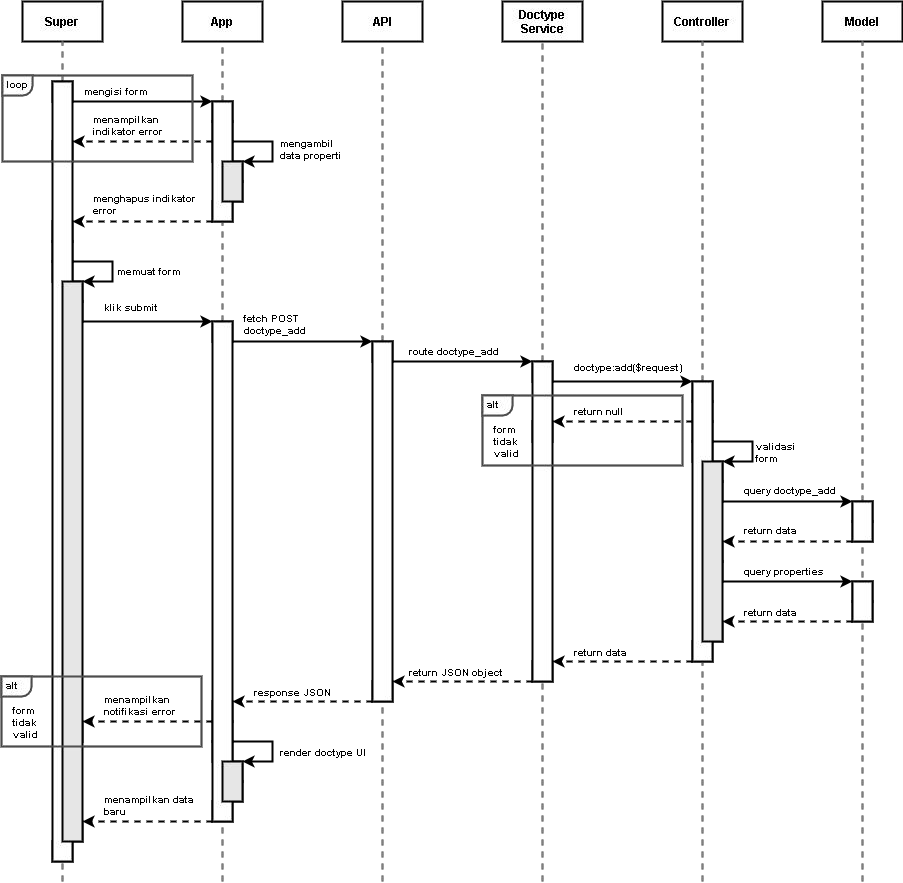 Super
App
API
Doctype
Service
Controller
Model
loop
mengisi form
menampilkan
indikator error
mengambil
data properti
menghapus indikator
error
memuat form
klik submit
fetch POST
doctype_add
route doctype_add
doctype:add($request)
alt
return null
form
tidak
valid
validasi
form
query doctype_add
return data
query properties
return data
return data
return JSON object
response JSON
alt
form
tidak
valid
menampilkan
notifikasi error
render doctype UI
menampilkan data
baru